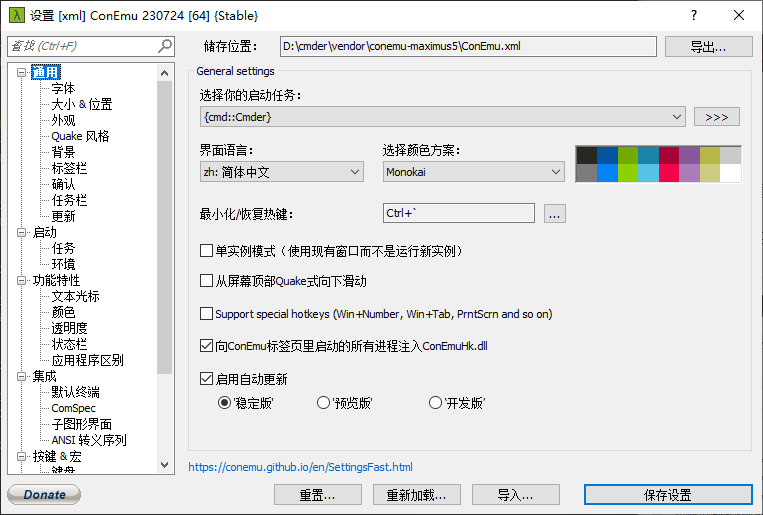 设置 [xml] ConEmu 230724 [64] {Stable}
查找 (Ctrl+F)
储存位置：
D:\cmder\vendor\conemu-maximus5\ConEmu.xml
导出...
通用
字体
大小 & 位置
外观
Quake 风格
背景
标签栏
确认
任务栏
更新
启动
任务
环境
功能特性
文本光标
颜色
透明度
状态栏
应用程序区别
集成
默认终端
ComSpec
子图形界面
ANSI 转义序列
按键 & 宏
键盘
General settings
选择你的启动任务：
{cmd::Cmder}
>>>
界面语言：
选择颜色方案：
zh: 简体中文
Monokai
最小化/恢复热键：
Ctrl+`
...
单实例模式（使用现有窗口而不是运行新实例）
从屏幕顶部Quake式向下滑动
Support special hotkeys (Win+Number, Win+Tab, PrntScrn and so on)
向ConEmu标签页里启动的所有进程注入ConEmuHk.dll
启用自动更新
'稳定版'
'预览版'
'开发版'
https://conemu.github.io/en/SettingsFast.html
Donate
重置...
重新加载...
导入...
保存设置